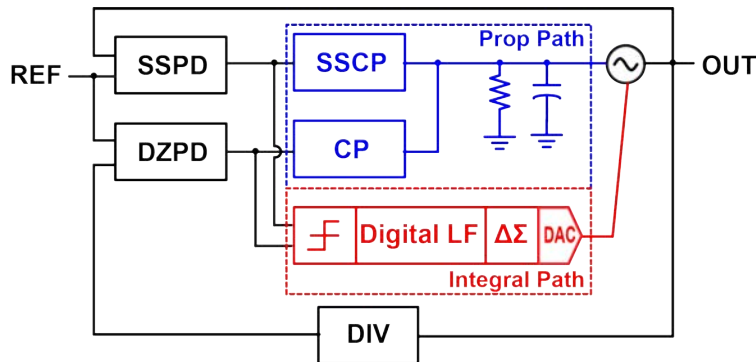 Prop Path
REF
SSPD
SSCP
OUT
DZPD
CP
Digital LF
ΔΣ
DAC
Integral Path
DIV